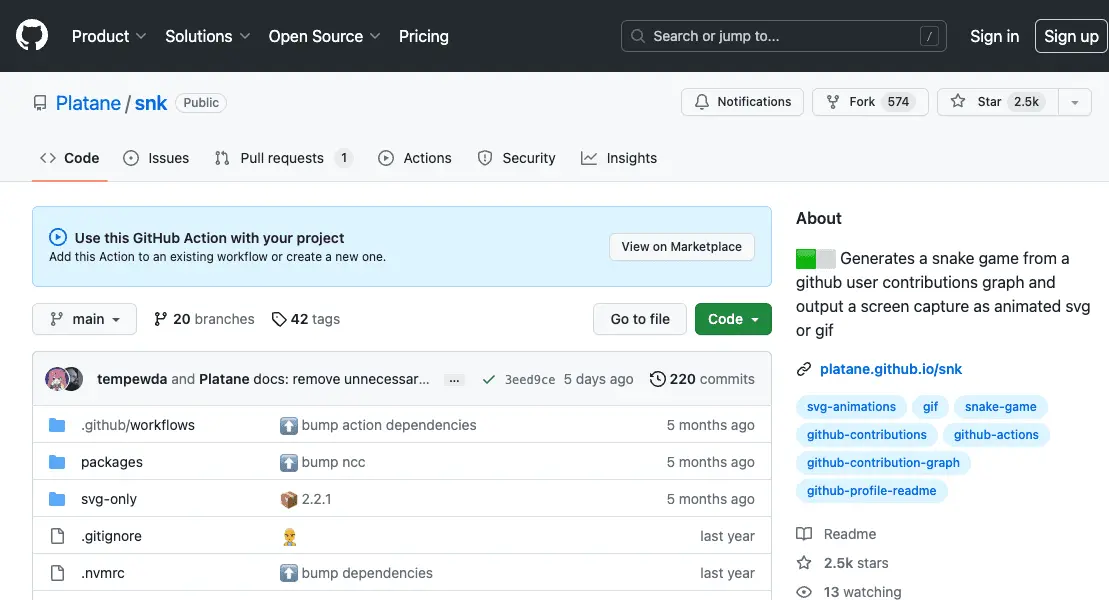 Product Solutions Open Source Pricing Search or jump to... / Sign in Sign up
Platane / snk Public Notifications Fork 574 Star 2.5k
Code Issues Pull requests 1 Actions Security Insights
Use this GitHub Action with your project
Add this Action to an existing workflow or create a new one.
View on Marketplace
main 20 branches 42 tags Go to file Code
tempewda and Platane docs: remove unnecessar... ... 3eed9ce 5 days ago 220 commits
.github/workflows bump action dependencies 5 months ago
packages bump ncc 5 months ago
svg-only 2.2.1 5 months ago
.gitignore last year
.nvmrc bump dependencies last year
About
Generates a snake game from a
github user contributions graph and
output a screen capture as animated svg
or gif
platane.github.io/snk
svg-animations gif snake-game
github-contributions github-actions
github-contribution-graph
github-profile-readme
Readme
2.5k stars
13 watching